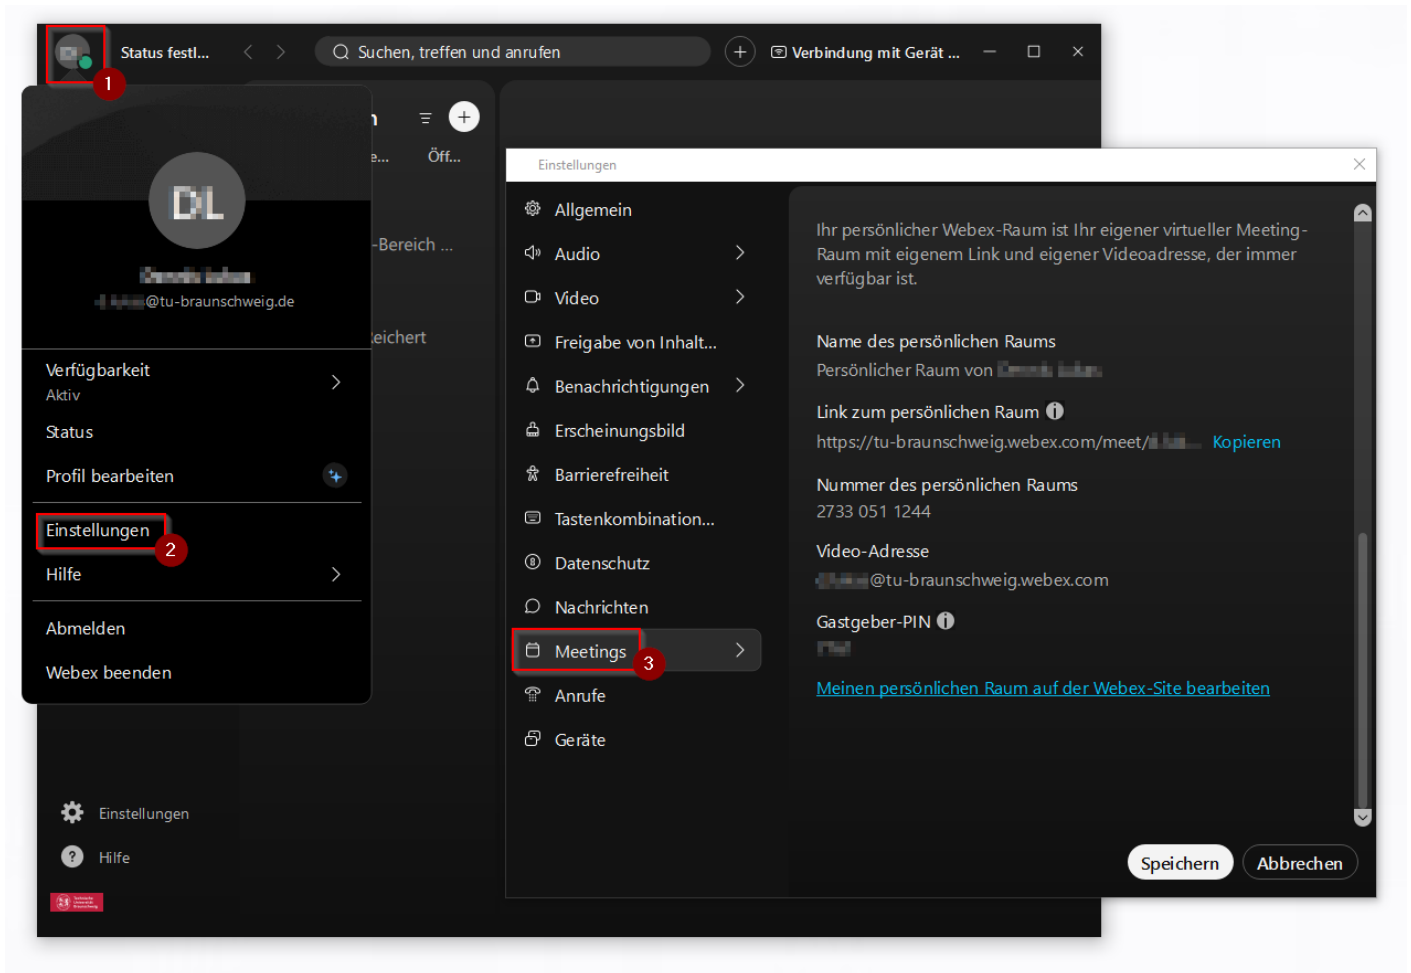 Status festl...
Suchen, treffen und anrufen
Verbindung mit Gerät ...
1
Öff...
-Bereich ...
DL
@tu-braunschweig.de
Verfügbarkeit
Aktiv
Status
Profil bearbeiten
Einstellungen
2
Hilfe
Abmelden
Webex beenden
Einstellungen
Hilfe
Einstellungen
Allgemein
Audio
Video
Freigabe von Inhalt...
Benachrichtigungen
Erscheinungsbild
Barrierefreiheit
Tastenkombination...
Datenschutz
Nachrichten
Meetings
3
Anrufe
Geräte
Ihr persönlicher Webex-Raum ist Ihr eigener virtueller Meeting-
Raum mit eigenem Link und eigener Videoadresse, der immer
verfügbar ist.
Name des persönlichen Raums
Persönlicher Raum von
Link zum persönlichen Raum
https://tu-braunschweig.webex.com/meet/ ... Kopieren
Nummer des persönlichen Raums
2733 051 1244
Video-Adresse
@tu-braunschweig.webex.com
Gastgeber-PIN
Meinen persönlichen Raum auf der Webex-Site bearbeiten
Speichern
Abbrechen